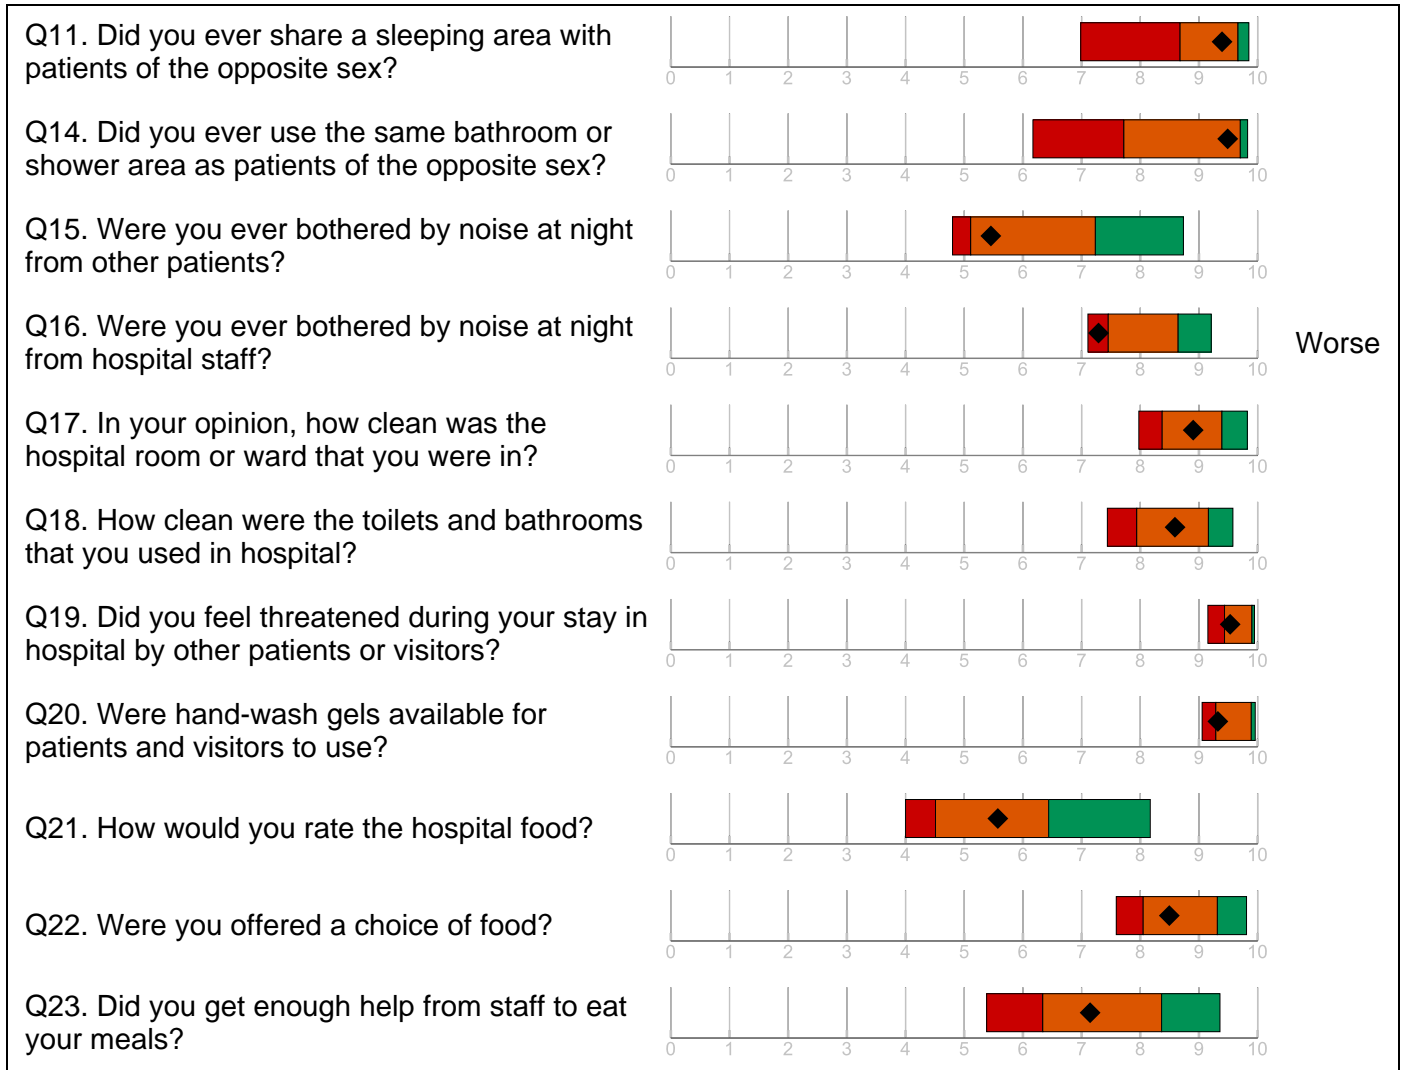 Q11. Did you ever share a sleeping area with
patients of the opposite sex?
0 1 2 3 4 5 6 7 8 9 10
Q14. Did you ever use the same bathroom or
shower area as patients of the opposite sex?
0 1 2 3 4 5 6 7 8 9 10
Q15. Were you ever bothered by noise at night
from other patients?
0 1 2 3 4 5 6 7 8 9 10
Q16. Were you ever bothered by noise at night
from hospital staff?
Worse
0 1 2 3 4 5 6 7 8 9 10
Q17. In your opinion, how clean was the
hospital room or ward that you were in?
0 1 2 3 4 5 6 7 8 9 10
Q18. How clean were the toilets and bathrooms
that you used in hospital?
0 1 2 3 4 5 6 7 8 9 10
Q19. Did you feel threatened during your stay in
hospital by other patients or visitors?
0 1 2 3 4 5 6 7 8 9 10
Q20. Were hand-wash gels available for
patients and visitors to use?
0 1 2 3 4 5 6 7 8 9 10
Q21. How would you rate the hospital food?
0 1 2 3 4 5 6 7 8 9 10
Q22. Were you offered a choice of food?
0 1 2 3 4 5 6 7 8 9 10
Q23. Did you get enough help from staff to eat
your meals?
0 1 2 3 4 5 6 7 8 9 10